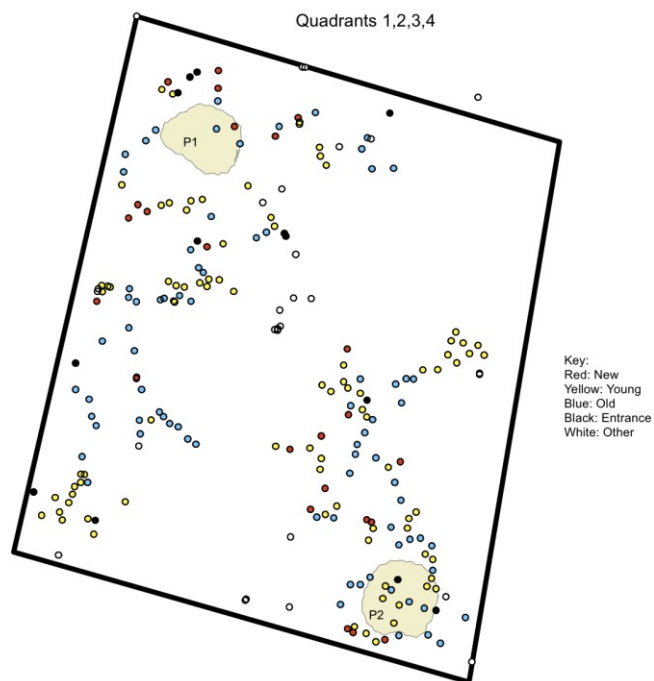 Quadrants 1,2,3,4
P1
Key:
Red: New
Yellow: Young
Blue: Old
Black: Entrance
White: Other
P2